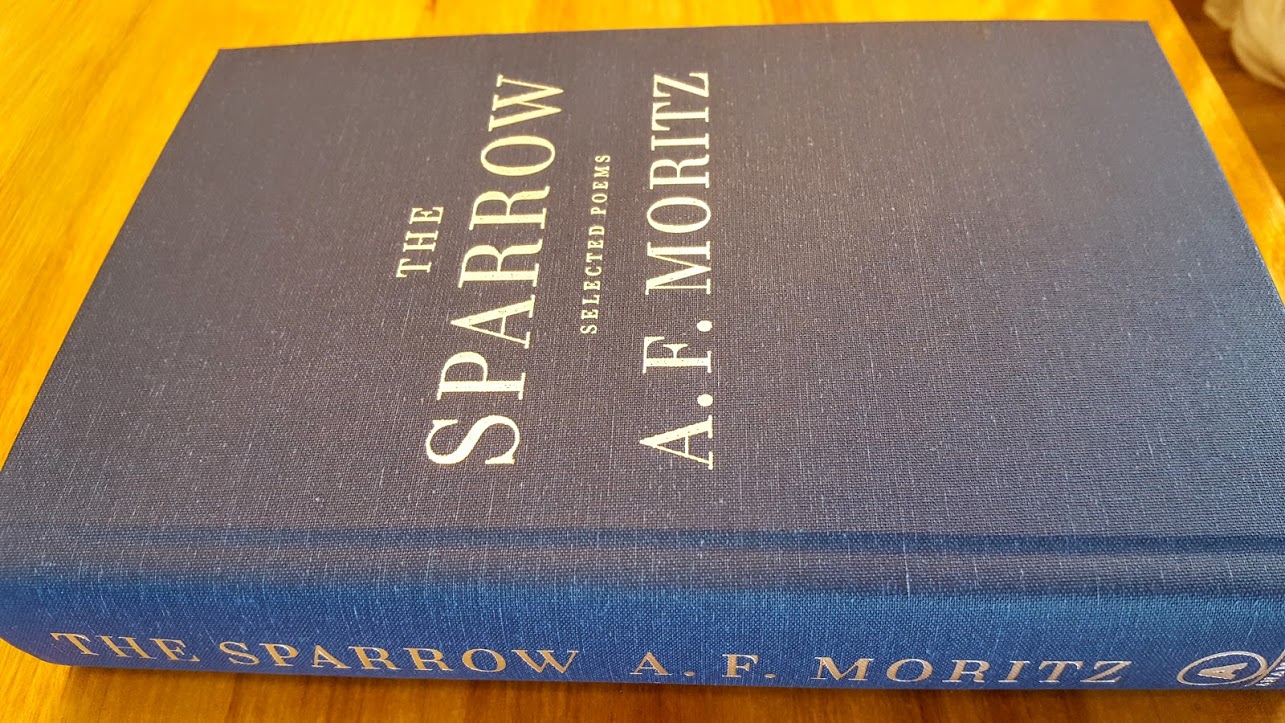 THE
SPARROW
SELECTED POEMS
A. F. MORITZ
THE SPARROW A. F. MORITZ
A